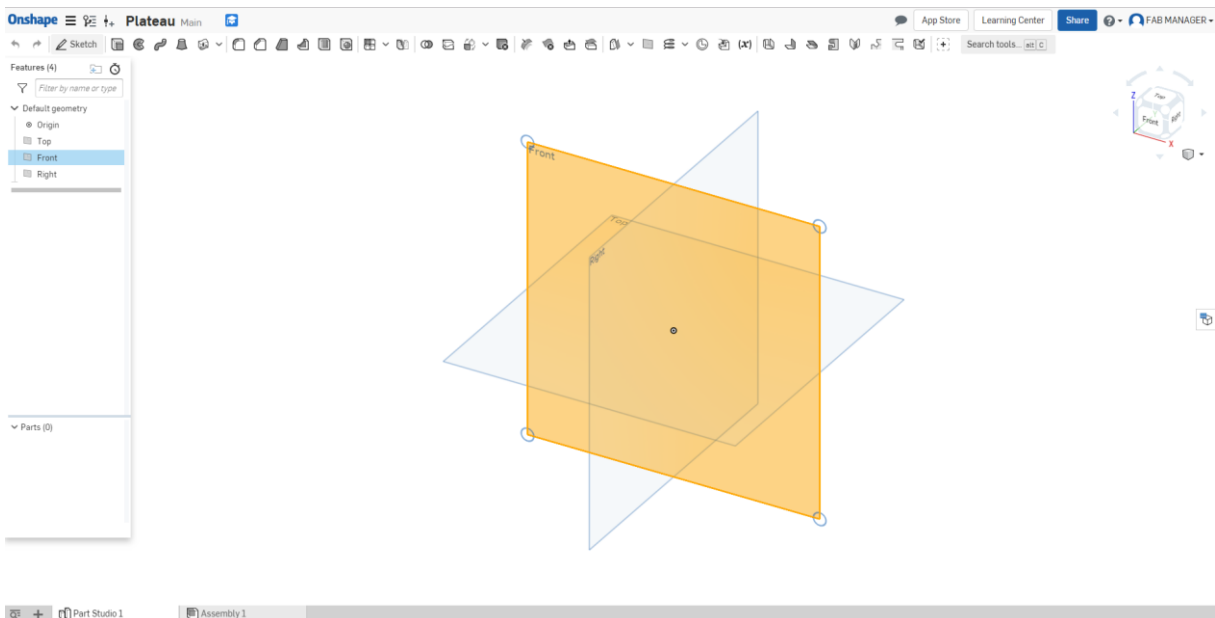 Onshape Plateau Main App Store Learning Center Share FAB MANAGER
Sketch (x) Search tools... alt C
Features (4)
Filter by name or type
Default geometry
Origin
Top
Front
Right
Parts (0)
Front
Top
Right
Z
Top
Front
Right
X
Part Studio 1 Assembly 1